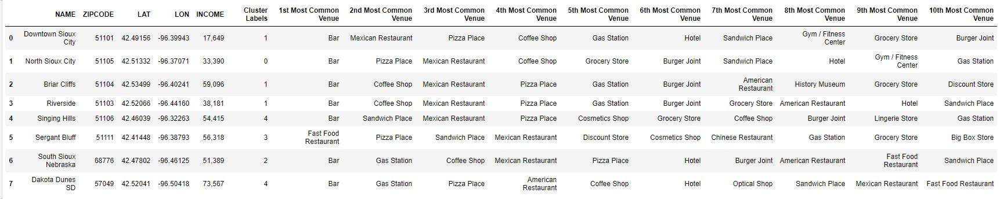 NAME ZIPCODE LAT LON INCOME Cluster Labels 1st Most Common Venue 2nd Most Common Venue 3rd Most Common Venue 4th Most Common Venue 5th Most Common Venue 6th Most Common Venue 7th Most Common Venue 8th Most Common Venue 9th Most Common Venue 10th Most Common Venue
0 Downtown Sioux City 51101 42.49156 -96.39943 17,649 1 Bar Mexican Restaurant Pizza Place Coffee Shop Gas Station Hotel Sandwich Place Gym / Fitness Center Grocery Store Burger Joint
1 North Sioux City 51105 42.51332 -96.37071 33,390 0 Bar Pizza Place Mexican Restaurant Coffee Shop Grocery Store Burger Joint Sandwich Place Hotel Gym / Fitness Center Gas Station
2 Briar Cliffs 51104 42.53499 -96.40241 59,096 1 Bar Coffee Shop Mexican Restaurant Pizza Place Gas Station Burger Joint American Restaurant History Museum Grocery Store Discount Store
3 Riverside 51103 42.52066 -96.44160 38,181 1 Bar Coffee Shop Mexican Restaurant Pizza Place Gas Station Burger Joint Grocery Store American Restaurant Hotel Sandwich Place
4 Singing Hills 51106 42.46039 -96.32263 54,415 4 Bar Sandwich Place Mexican Restaurant Pizza Place Cosmetics Shop Grocery Store Coffee Shop Burger Joint Lingerie Store Gas Station
5 Sergant Bluff 51111 42.41448 -96.38793 56,318 3 Fast Food Restaurant Pizza Place Sandwich Place Mexican Restaurant Discount Store Cosmetics Shop Chinese Restaurant Gas Station Grocery Store Big Box Store
6 South Sioux Nebraska 68776 42.47802 -96.46125 51,389 2 Bar Gas Station Coffee Shop Mexican Restaurant Pizza Place Hotel Burger Joint American Restaurant Fast Food Restaurant Sandwich Place
7 Dakota Dunes SD 57049 42.52041 -96.50418 73,567 4 Bar Gas Station Pizza Place American Restaurant Coffee Shop Hotel Optical Shop Sandwich Place Mexican Restaurant Fast Food Restaurant